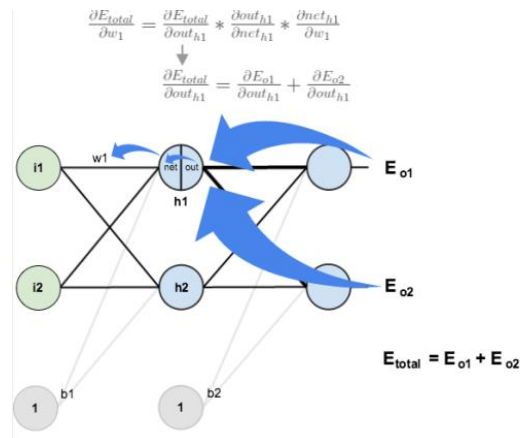 ∂E_total/∂w_1 = ∂E_total/∂out_h1 * ∂out_h1/∂net_h1 * ∂net_h1/∂w_1
∂E_total/∂out_h1 = ∂E_o1/∂out_h1 + ∂E_o2/∂out_h1
i1
w1
net
out
h1
E_o1
i2
h2
E_o2
E_total = E_o1 + E_o2
1
b1
1
b2